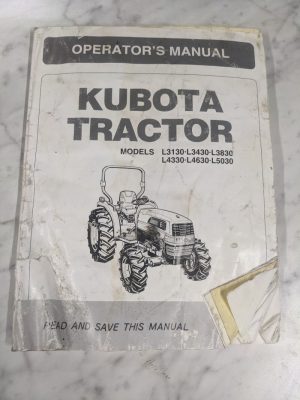 OPERATOR'S MANUAL
KUBOTA
TRACTOR
MODELS L3130·L3430·L3830
L4330·L4630·L5030
READ AND SAVE THIS MANUAL